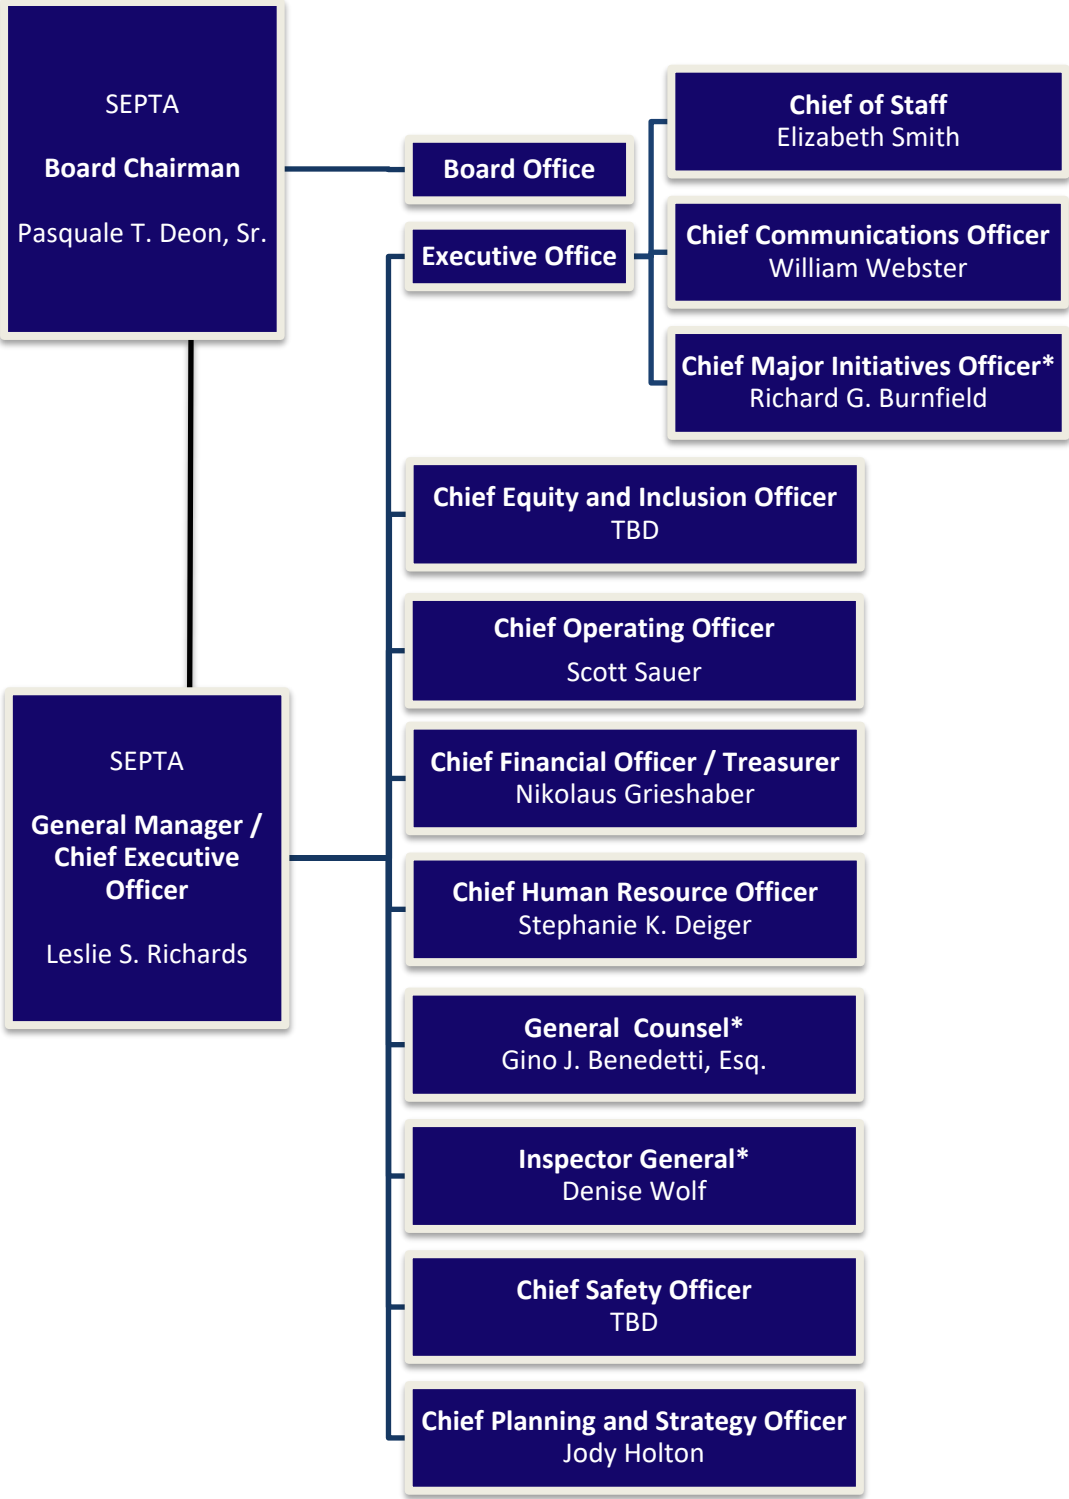 SEPTA
Board Chairman
Pasquale T. Deon, Sr.
Board Office
Executive Office
Chief of Staff
Elizabeth Smith
Chief Communications Officer
William Webster
Chief Major Initiatives Officer*
Richard G. Burnfield
SEPTA
General Manager /
Chief Executive
Officer
Leslie S. Richards
Chief Equity and Inclusion Officer
TBD
Chief Operating Officer
Scott Sauer
Chief Financial Officer / Treasurer
Nikolaus Grieshaber
Chief Human Resource Officer
Stephanie K. Deiger
General  Counsel*
Gino J. Benedetti, Esq.
Inspector General*
Denise Wolf
Chief Safety Officer
TBD
Chief Planning and Strategy Officer
Jody Holton